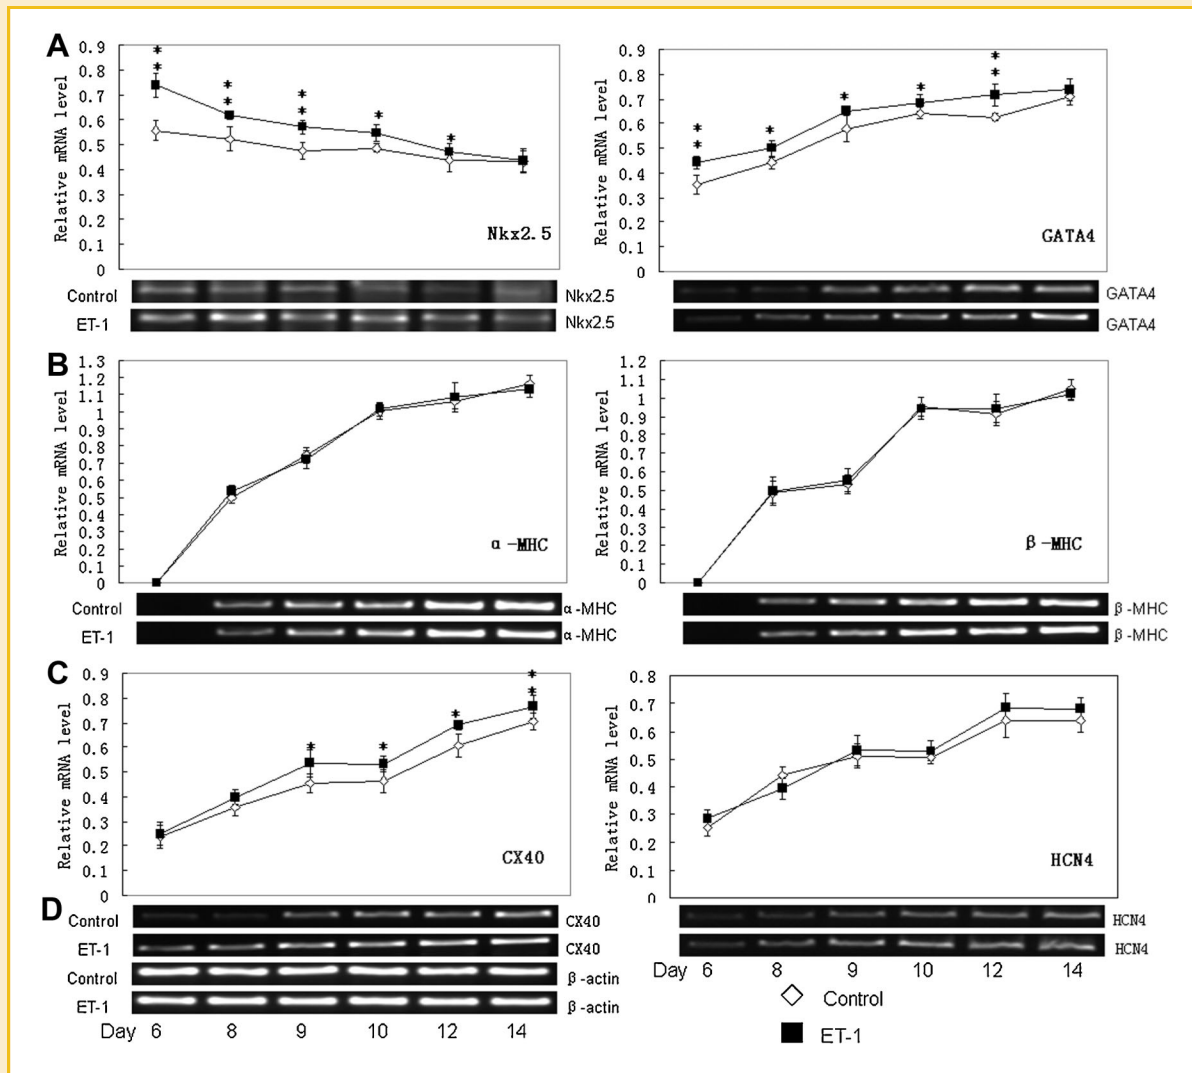 A
Relative mRNA level
0.9
0.8
0.7
0.6
0.5
0.4
0.3
0.2
0.1
0
* * * * * * * *
Nkx2.5
Control Nkx2.5
ET-1 Nkx2.5
Relative mRNA level
0.9
0.8
0.7
0.6
0.5
0.4
0.3
0.2
0.1
0
* * * * * * *
GATA4
GATA4
GATA4
B
Relative mRNA level
1.3
1.2
1.1
1
0.9
0.8
0.7
0.6
0.5
0.4
0.3
0.2
0.1
0
α-MHC
Control α-MHC
ET-1 α-MHC
Relative mRNA level
1.2
1.1
1
0.9
0.8
0.7
0.6
0.5
0.4
0.3
0.2
0.1
0
β-MHC
β-MHC
β-MHC
C
Relative mRNA level
0.9
0.8
0.7
0.6
0.5
0.4
0.3
0.2
0.1
0
* * * * *
CX40
Relative mRNA level
0.8
0.7
0.6
0.5
0.4
0.3
0.2
0.1
0
HCN4
D
Control CX40
ET-1 CX40
Control β-actin
ET-1 β-actin
Day 6 8 9 10 12 14
HCN4
HCN4
Day 6 8 9 10 12 14
Control
ET-1